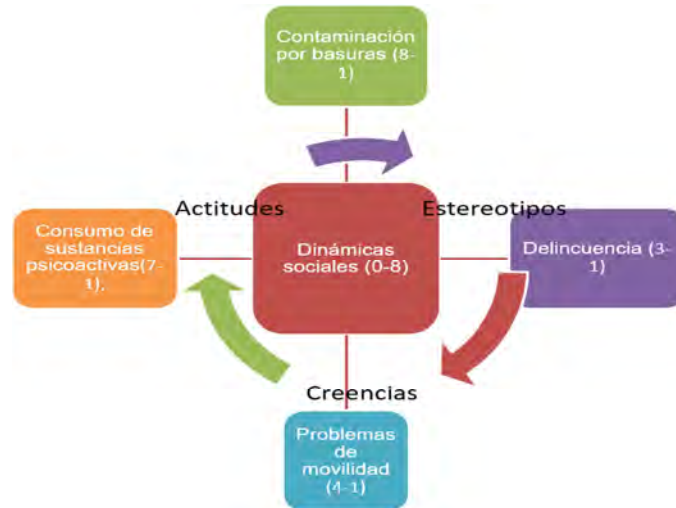 Contaminación
por basuras (8-
1)
Actitudes
Estereotipos
Consumo de
sustancias
psicoactivas(7-
1),
Dinámicas
sociales (0-8)
Delincuencia (3-
1)
Creencias
Problemas
de
movilidad
(4-1)